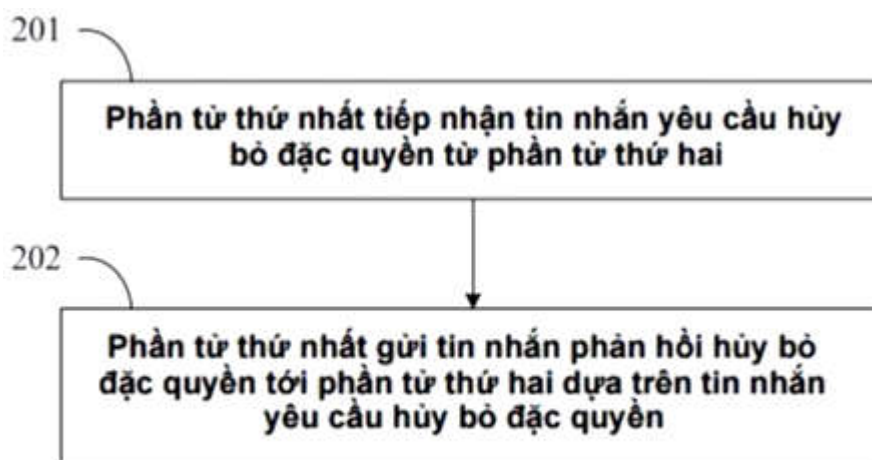 201
Phần tử thứ nhất tiếp nhận tin nhắn yêu cầu hủy
bỏ đặc quyền từ phần tử thứ hai
202
Phần tử thứ nhất gửi tin nhắn phản hồi hủy bỏ
đặc quyền tới phần tử thứ hai dựa trên tin nhắn
yêu cầu hủy bỏ đặc quyền